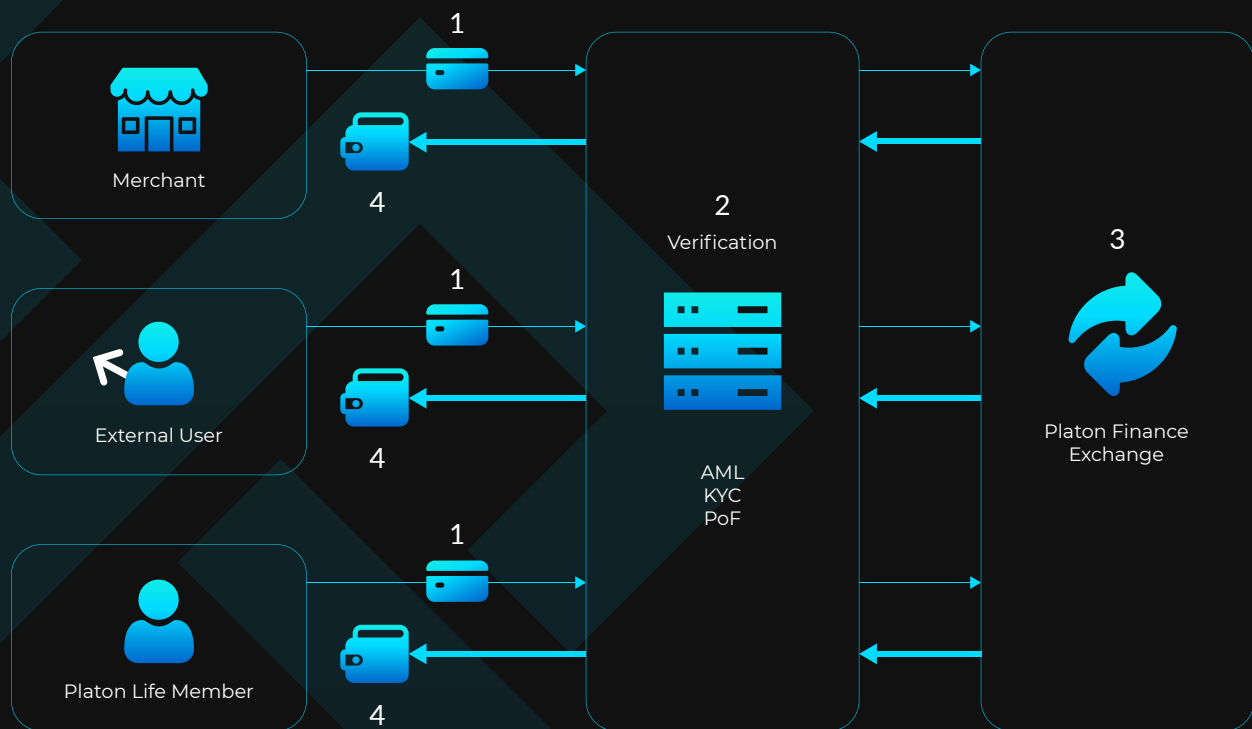 1
Merchant
4
2
Verification
3
1
External User
4
Platon Finance
Exchange
AML
KYC
PoF
1
Platon Life Member
4